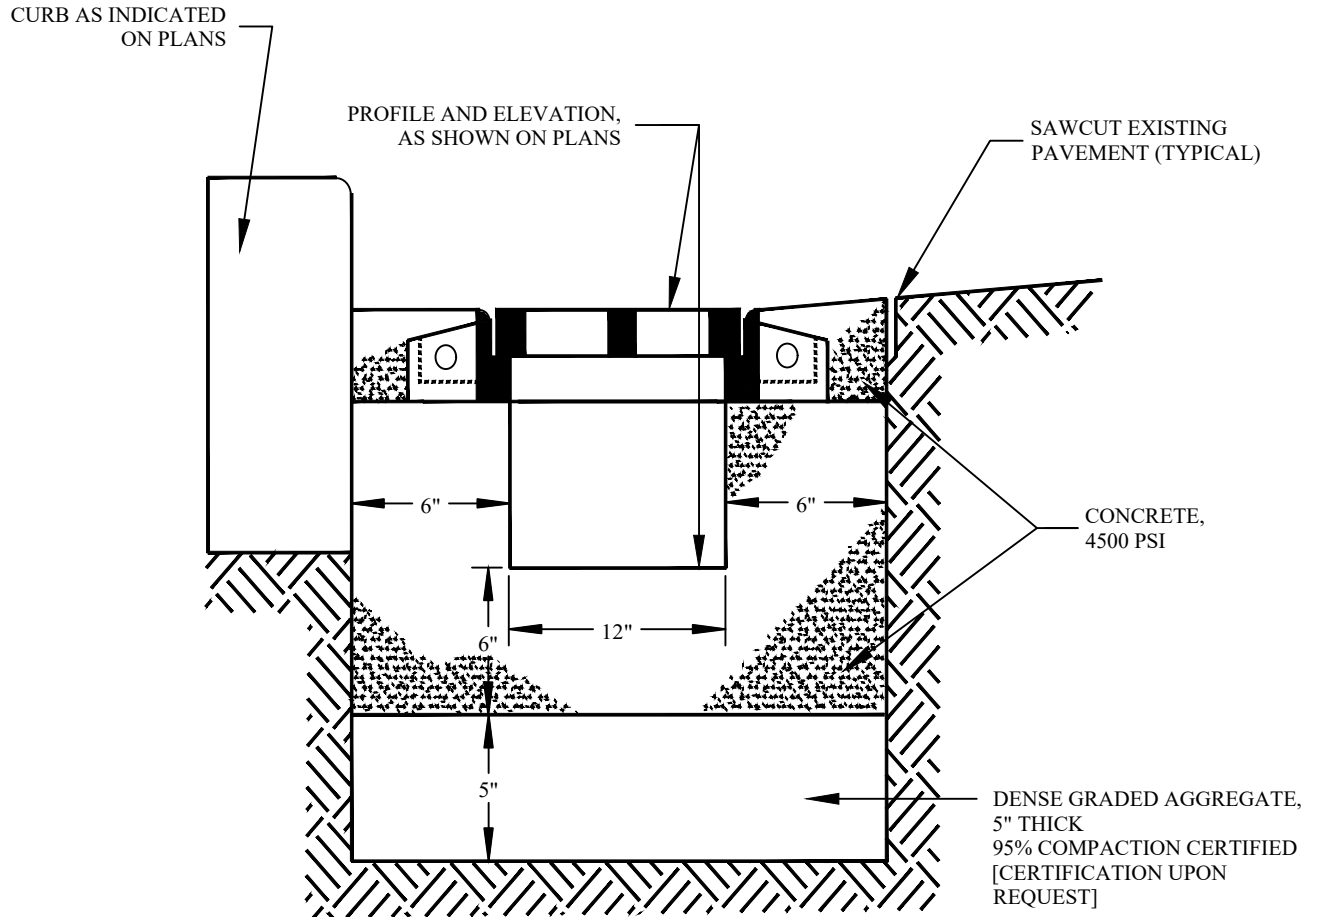 CURB AS INDICATED
ON PLANS
PROFILE AND ELEVATION,
AS SHOWN ON PLANS
SAWCUT EXISTING
PAVEMENT (TYPICAL)
6"
6"
CONCRETE,
4500 PSI
12"
6"
5"
DENSE GRADED AGGREGATE,
5" THICK
95% COMPACTION CERTIFIED
[CERTIFICATION UPON
REQUEST]